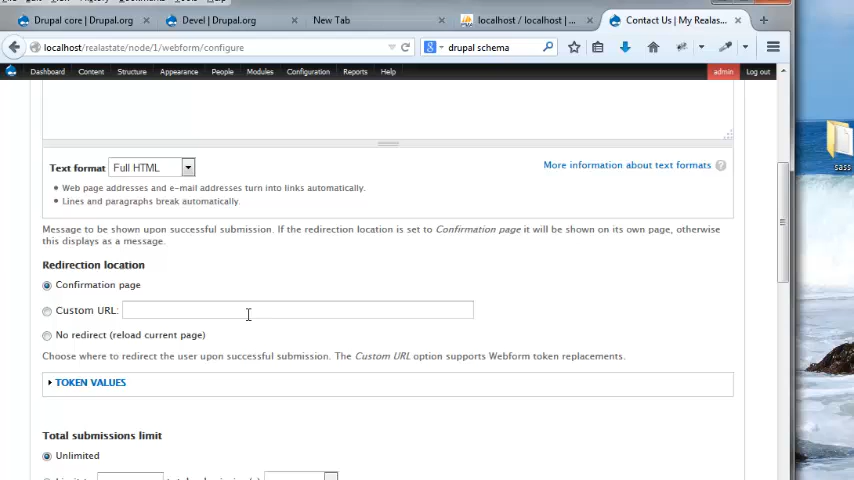 Drupal core | Drupal.org
Devel | Drupal.org
New Tab
localhost / localhost | ...
Contact Us | My Realas...
localhost/realastate/node/1/webform/configure
drupal schema
Dashboard Content Structure Appearance People Modules Configuration Reports Help
admin Log out
sass
Text format Full HTML
More information about text formats
Web page addresses and e-mail addresses turn into links automatically.
Lines and paragraphs break automatically.
Message to be shown upon successful submission. If the redirection location is set to Confirmation page it will be shown on its own page, otherwise
this displays as a message.
Redirection location
Confirmation page
Custom URL:
No redirect (reload current page)
Choose where to redirect the user upon successful submission. The Custom URL option supports Webform token replacements.
TOKEN VALUES
Total submissions limit
Unlimited